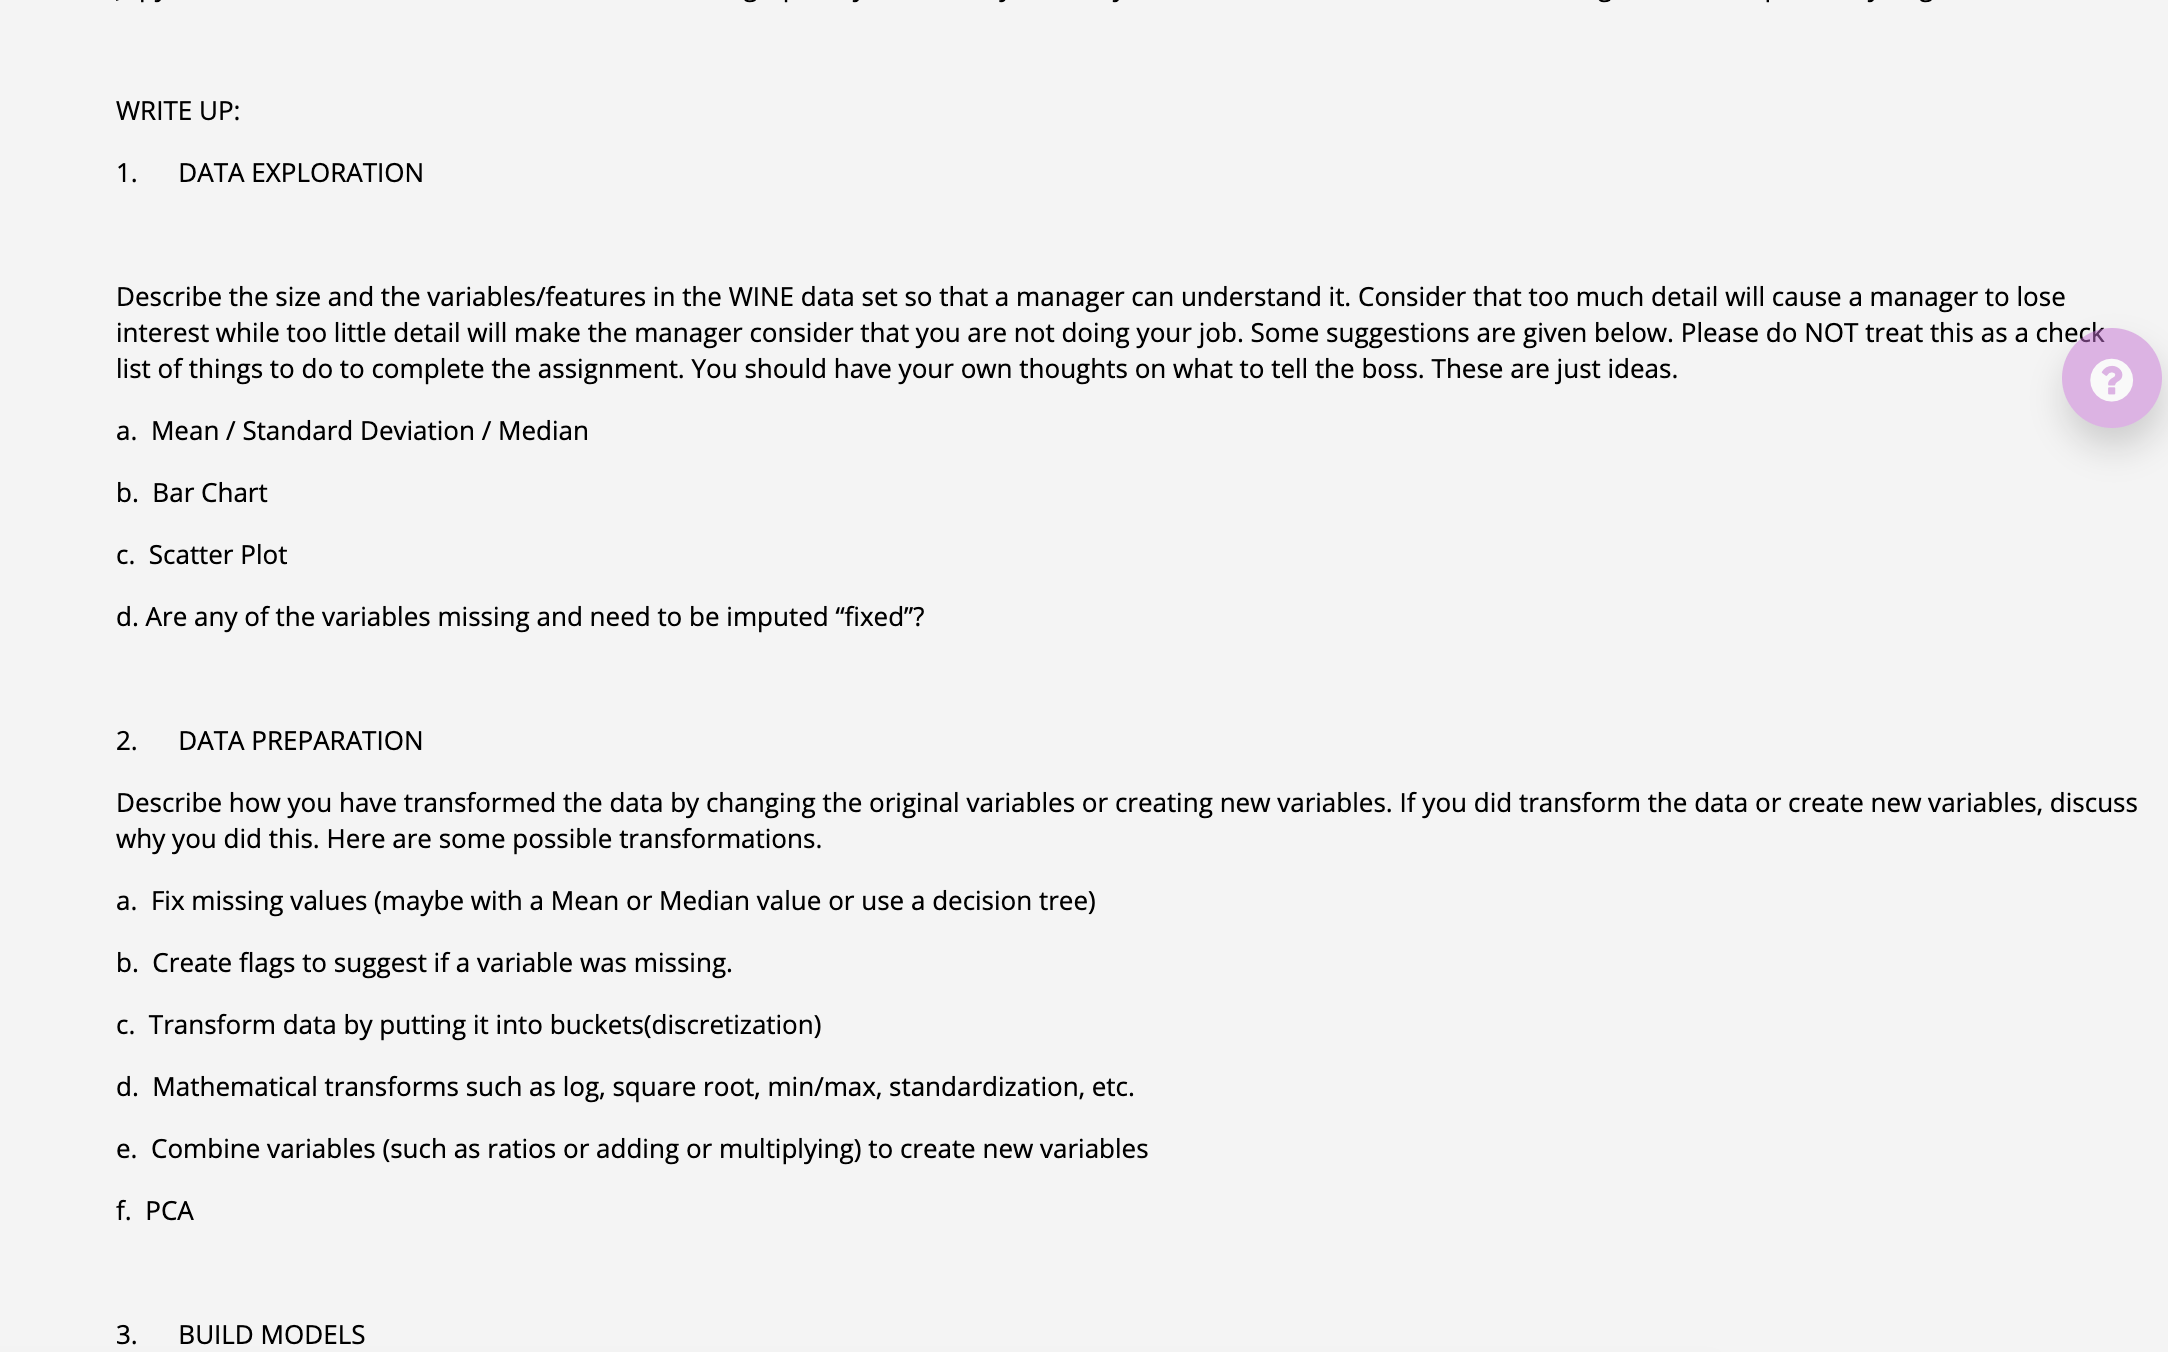 WRITE UP:
1. DATA EXPLORATION
Describe the size and the variables/features in the WINE data set so that a manager can understand it. Consider that too much detail will cause a manager to lose
interest while too little detail will make the manager consider that you are not doing your job. Some suggestions are given below. Please do NOT treat this as a check
list of things to do to complete the assignment. You should have your own thoughts on what to tell the boss. These are just ideas.
a. Mean / Standard Deviation / Median
b. Bar Chart
c. Scatter Plot
d. Are any of the variables missing and need to be imputed “fixed”?
2. DATA PREPARATION
Describe how you have transformed the data by changing the original variables or creating new variables. If you did transform the data or create new variables, discuss
why you did this. Here are some possible transformations.
a. Fix missing values (maybe with a Mean or Median value or use a decision tree)
b. Create flags to suggest if a variable was missing.
c. Transform data by putting it into buckets(discretization)
d. Mathematical transforms such as log, square root, min/max, standardization, etc.
e. Combine variables (such as ratios or adding or multiplying) to create new variables
f. PCA
3. BUILD MODELS